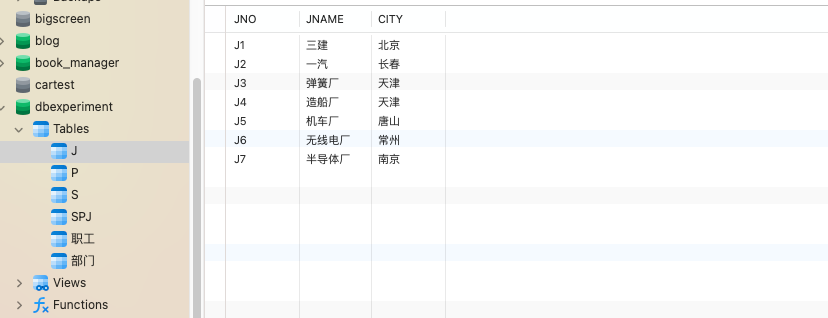 bigscreen
blog
book_manager
cartest
dbexperiment
Tables
J
P
S
SPJ
职工
部门
Views
Functions
JNO JNAME CITY
J1 三建 北京
J2 一汽 长春
J3 弹簧厂 天津
J4 造船厂 天津
J5 机车厂 唐山
J6 无线电厂 常州
J7 半导体厂 南京